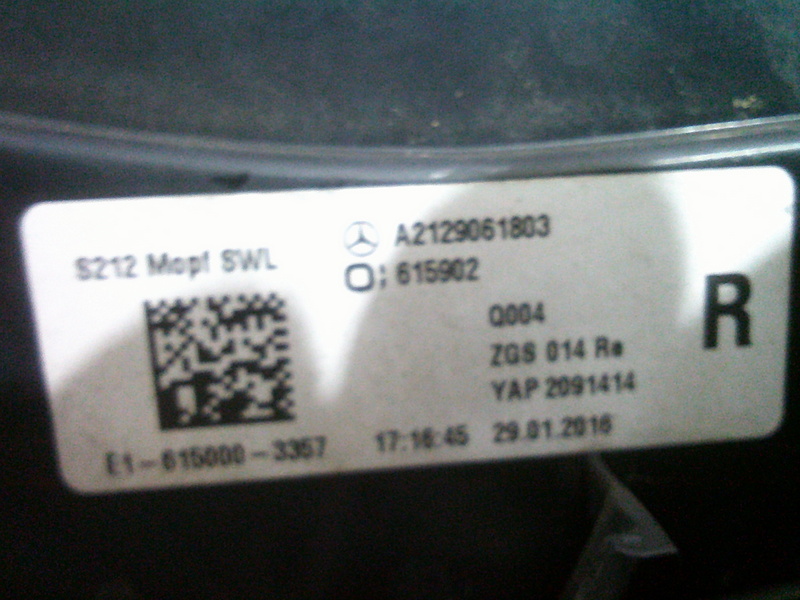 S212 Mopf SWL
A2129061803
O; 615902
Q004
ZGS 014 Re
YAP 2091414
R
E1-615000-3357 17:16:45 29.01.2016